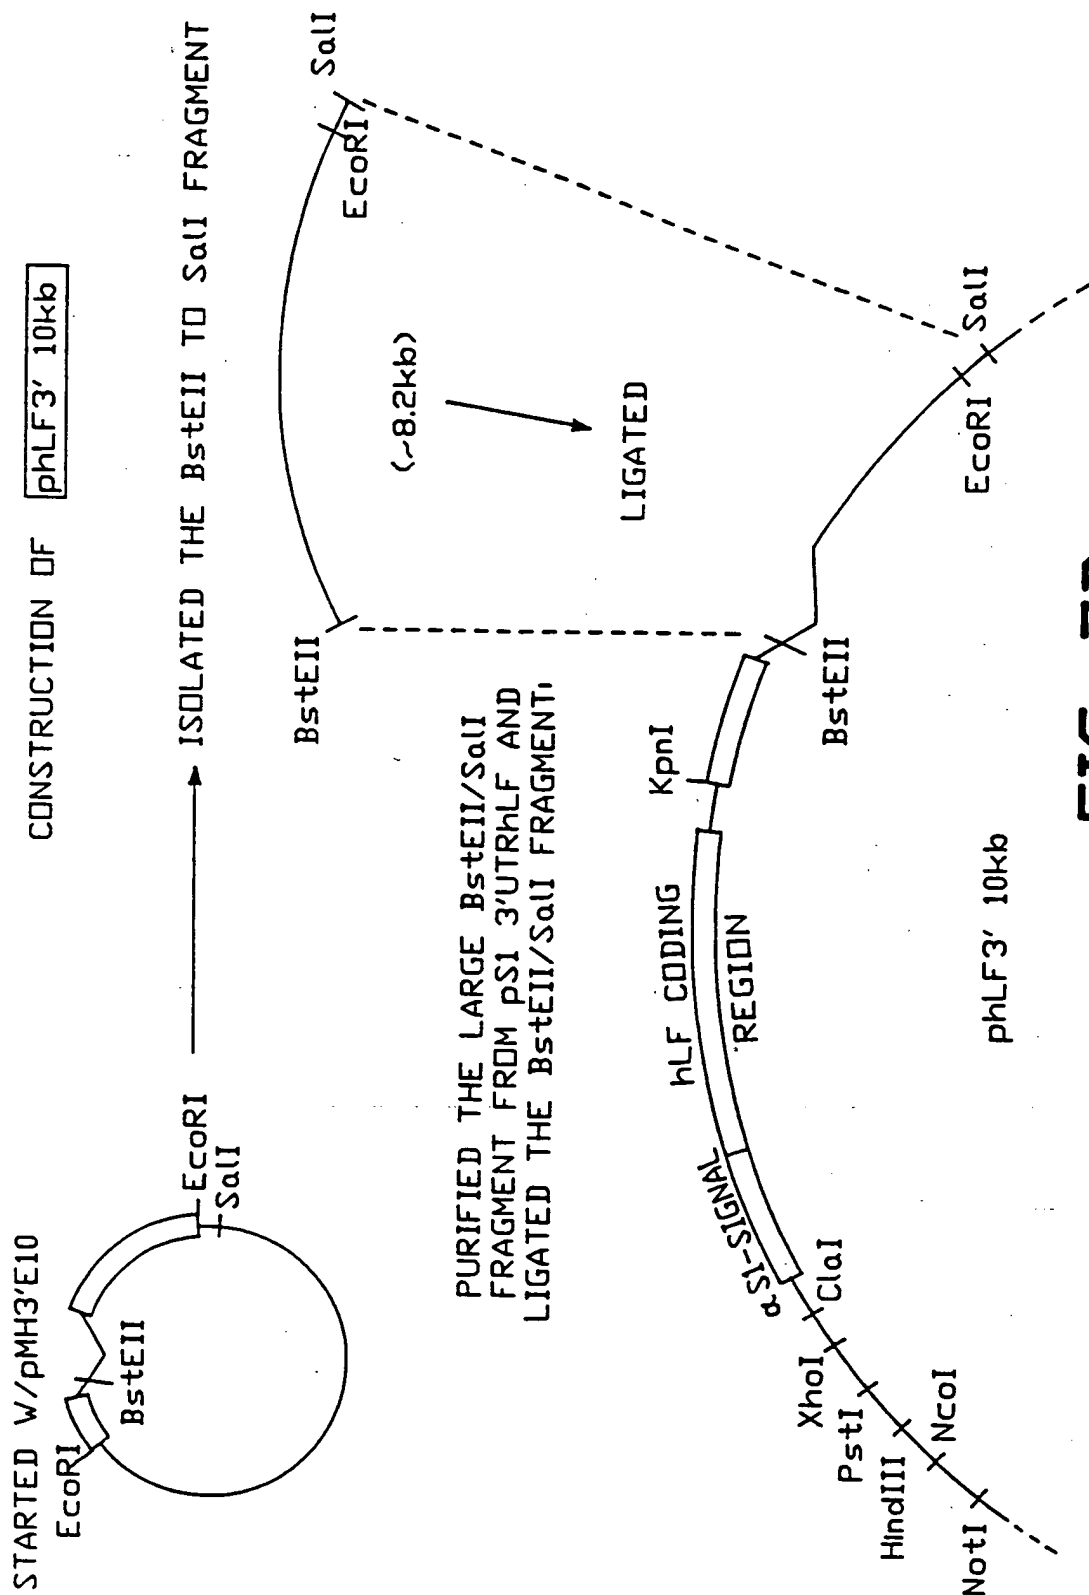 CONSTRUCTION OF phLF3' 10kb
STARTED W/pMH3'E10
EcoRI
BstEII
EcoRI
SalI
ISOLATED THE BstEII TO SalI FRAGMENT
BstEII
EcoRI
SalI
(~8.2kb)
LIGATED
PURIFIED THE LARGE BstEII/SalI
FRAGMENT FROM pS1 3'UTRhLF AND
LIGATED THE BstEII/SalI FRAGMENT
NotI
NcoI
HindIII
PstI
XhoI
ClaI
αS1-SIGNAL
hLF CODING
REGION
KpnI
BstEII
EcoRI
SalI
phLF3' 10kb